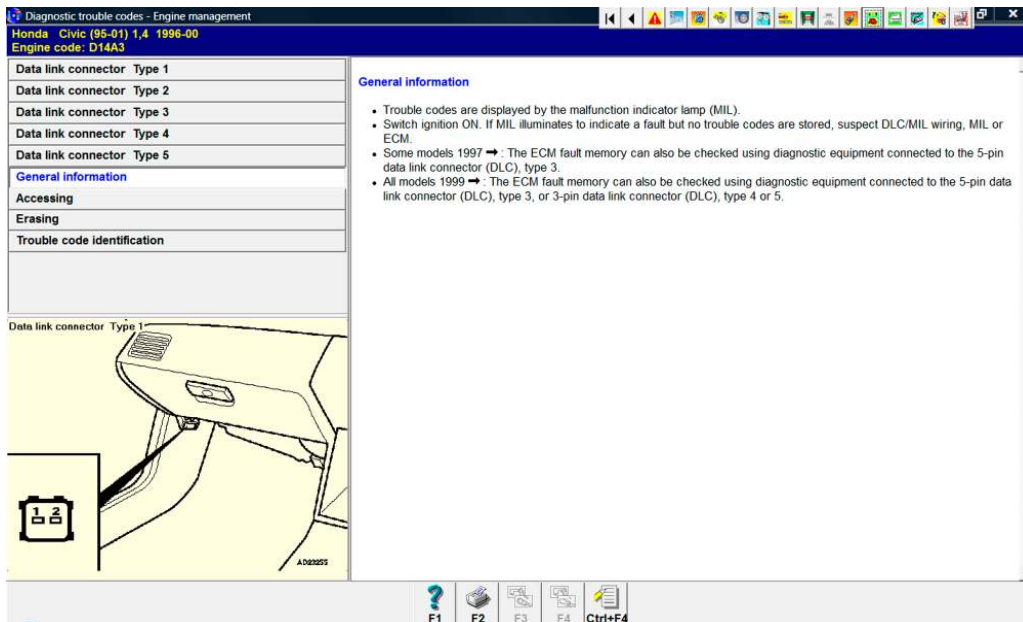 Diagnostic trouble codes - Engine management
Honda Civic (95-01) 1,4 1996-00
Engine code: D14A3
Data link connector Type 1
Data link connector Type 2
Data link connector Type 3
Data link connector Type 4
Data link connector Type 5
General information
Accessing
Erasing
Trouble code identification
Data link connector Type 1
1 2
AD23255
General information
• Trouble codes are displayed by the malfunction indicator lamp (MIL).
• Switch ignition ON. If MIL illuminates to indicate a fault but no trouble codes are stored, suspect DLC/MIL wiring, MIL or
ECM.
• Some models 1997 ➞ : The ECM fault memory can also be checked using diagnostic equipment connected to the 5-pin
data link connector (DLC), type 3.
• All models 1999 ➞ : The ECM fault memory can also be checked using diagnostic equipment connected to the 5-pin data
link connector (DLC), type 3, or 3-pin data link connector (DLC), type 4 or 5.
F1 F2 F3 F4 Ctrl+F4